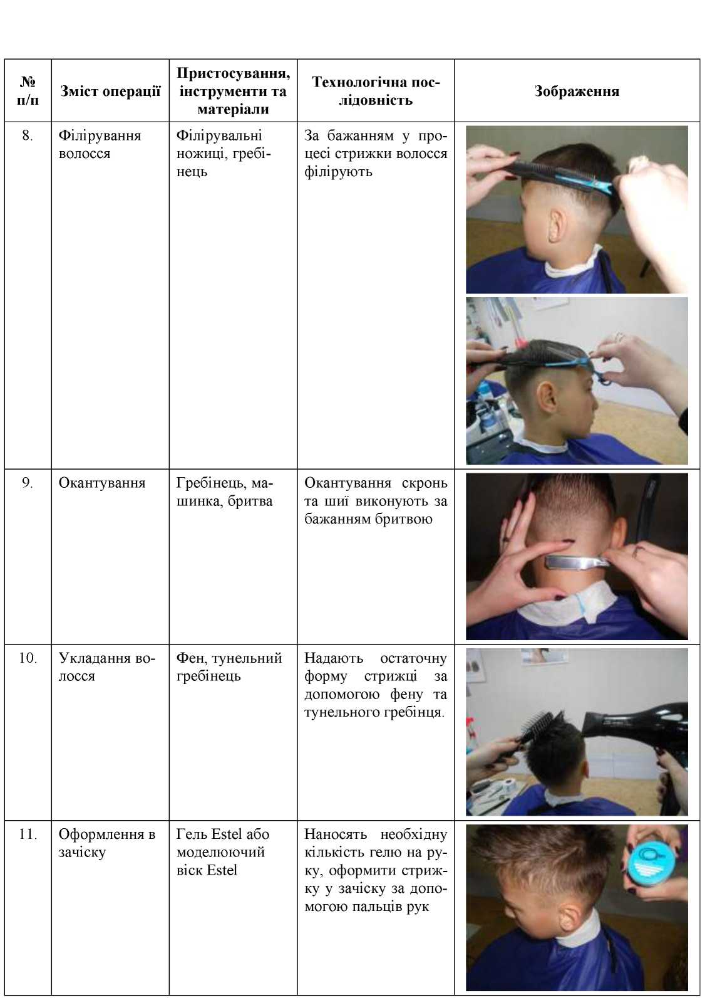 №
п/п
Зміст операції
Пристосування,
інструменти та
матеріали
Технологічна пос-
лідовність
Зображення
8.
Філірування
волосся
Філірувальні
ножиці, гребі-
нець
За бажанням у про-
цесі стрижки волосся
філірують
9.
Окантування
Гребінець, ма-
шинка, бритва
Окантування скронь
та шиї виконують за
бажанням бритвою
10.
Укладання во-
лосся
Фен, тунельний
гребінець
Надають остаточну
форму стрижці за
допомогою фену та
тунельного гребінця.
11.
Оформлення в
зачіску
Гель Estel або
моделюючий
віск Estel
Наносять необхідну
кількість гелю на ру-
ку, оформити стриж-
ку у зачіску за допо-
могою пальців рук